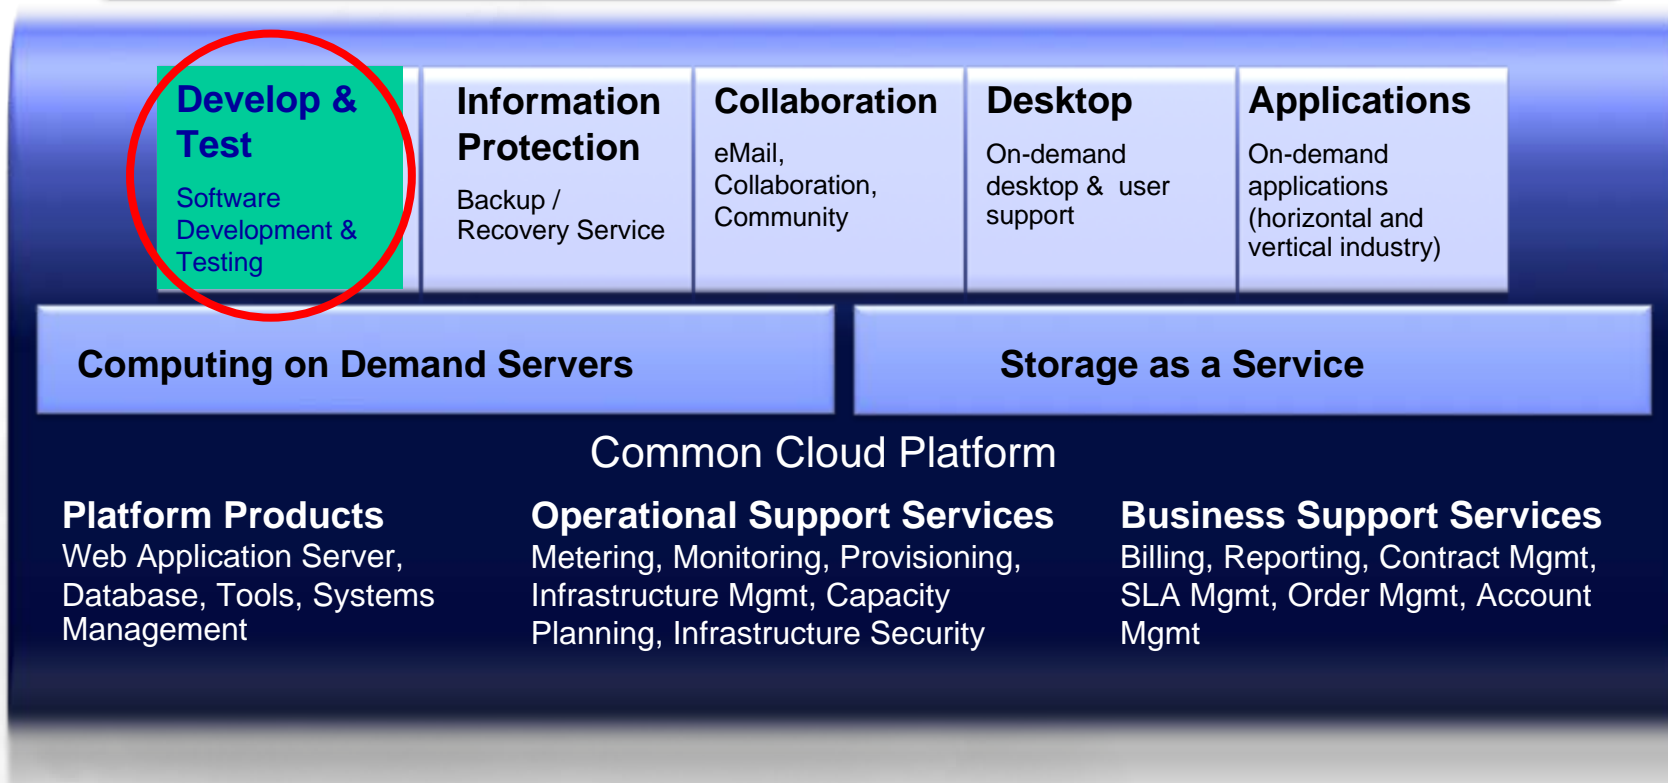 Develop &
Test
Software
Development &
Testing
Information
Protection
Backup /
Recovery Service
Collaboration
eMail,
Collaboration,
Community
Desktop
On-demand
desktop & user
support
Applications
On-demand
applications
(horizontal and
vertical industry)
Computing on Demand Servers
Storage as a Service
Common Cloud Platform
Platform Products
Web Application Server,
Database, Tools, Systems
Management
Operational Support Services
Metering, Monitoring, Provisioning,
Infrastructure Mgmt, Capacity
Planning, Infrastructure Security
Business Support Services
Billing, Reporting, Contract Mgmt,
SLA Mgmt, Order Mgmt, Account
Mgmt